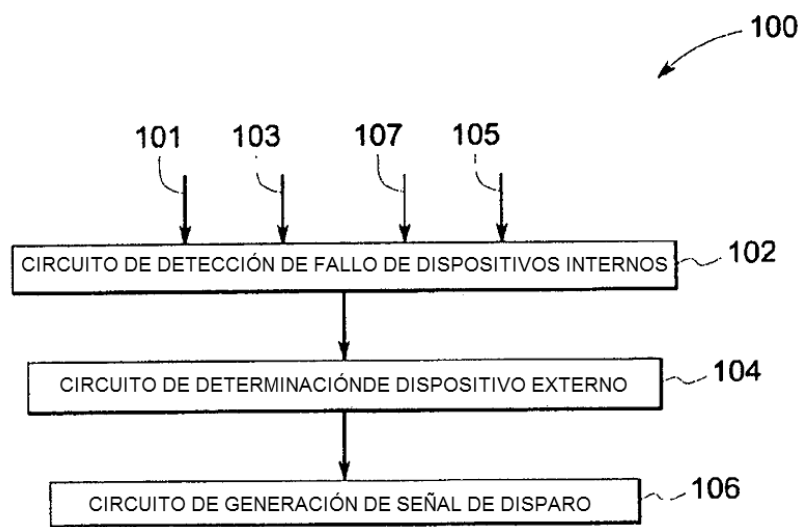 100
101 103 107 105
CIRCUITO DE DETECCIÓN DE FALLO DE DISPOSITIVOS INTERNOS 102
CIRCUITO DE DETERMINACIÓNDE DISPOSITIVO EXTERNO 104
CIRCUITO DE GENERACIÓN DE SEÑAL DE DISPARO 106